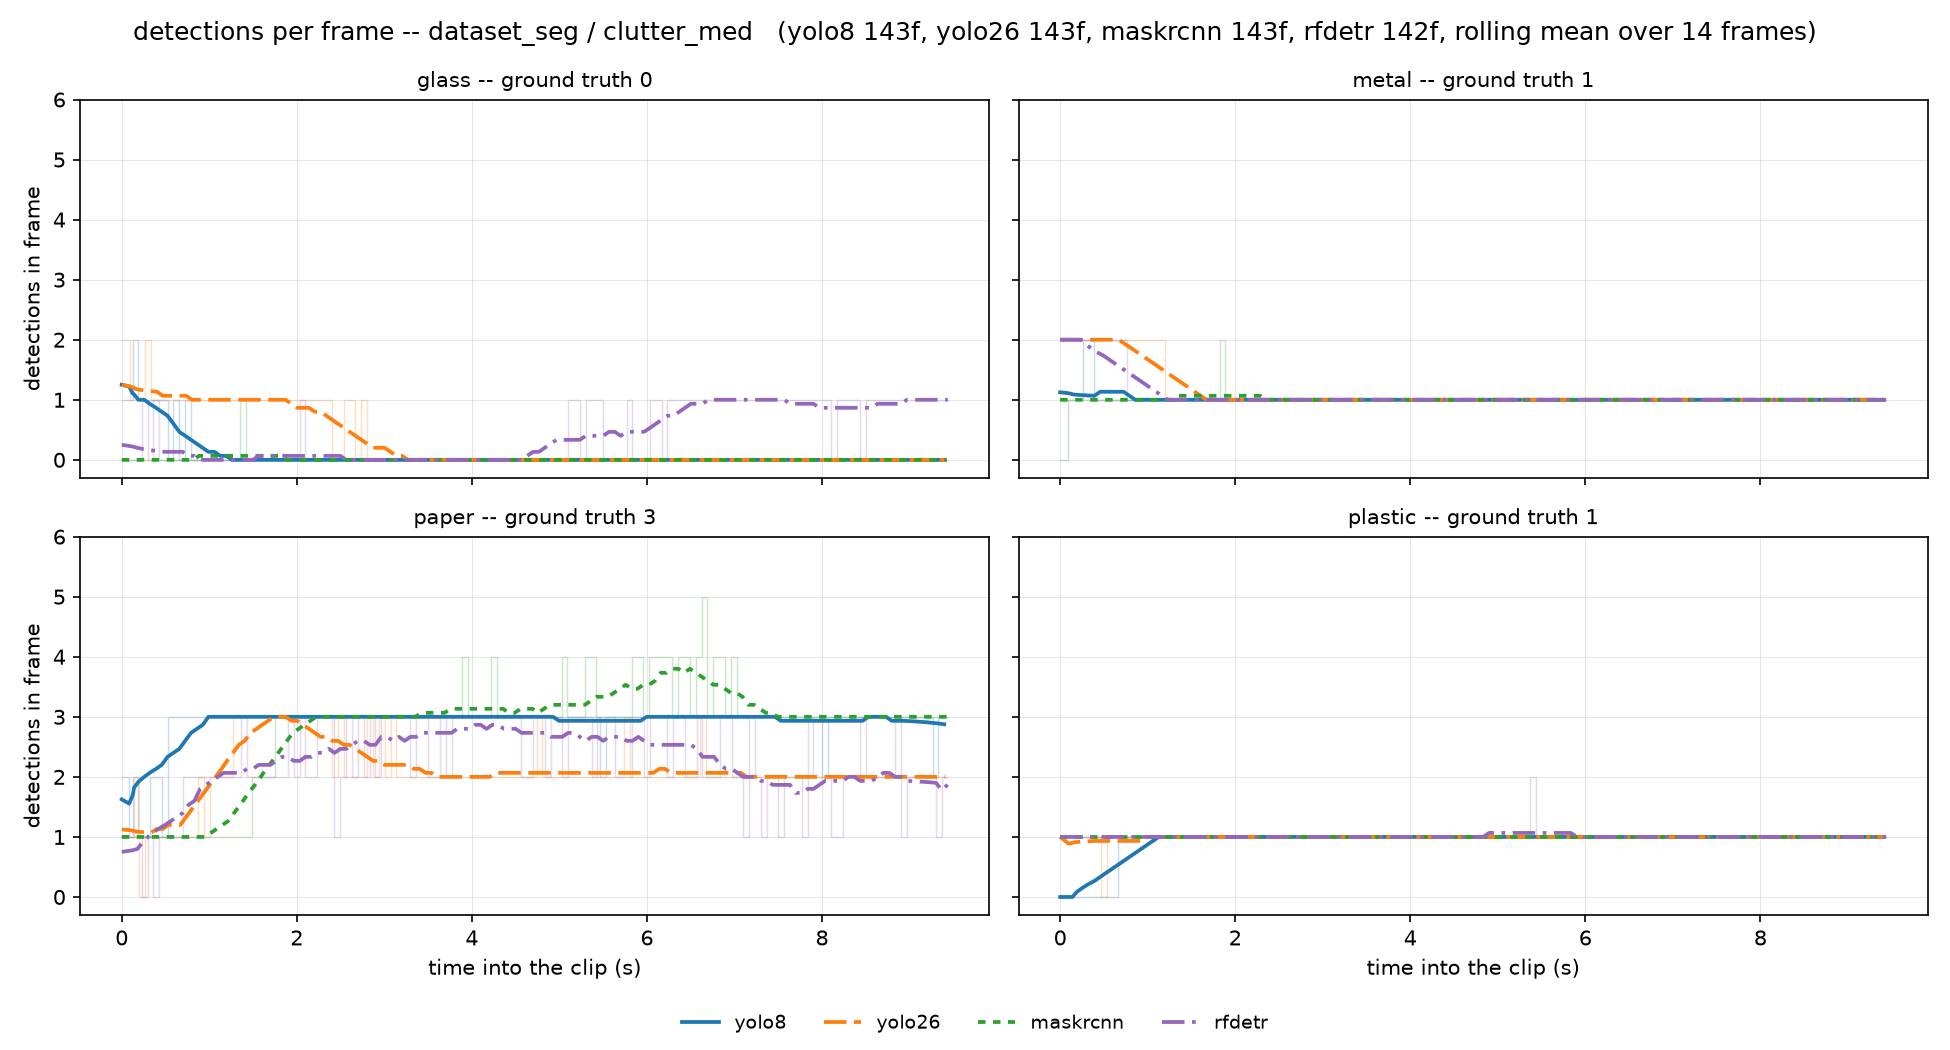 detections per frame -- dataset_seg / clutter_med   (yolo8 143f, yolo26 143f, maskrcnn 143f, rfdetr 142f, rolling mean over 14 frames)
glass -- ground truth 0
metal -- ground truth 1
6
5
4
3
2
1
0
detections in frame
paper -- ground truth 3
plastic -- ground truth 1
6
5
4
3
2
1
0
detections in frame
0 2 4 6 8
0 2 4 6 8
time into the clip (s)
time into the clip (s)
yolo8 yolo26 maskrcnn rfdetr